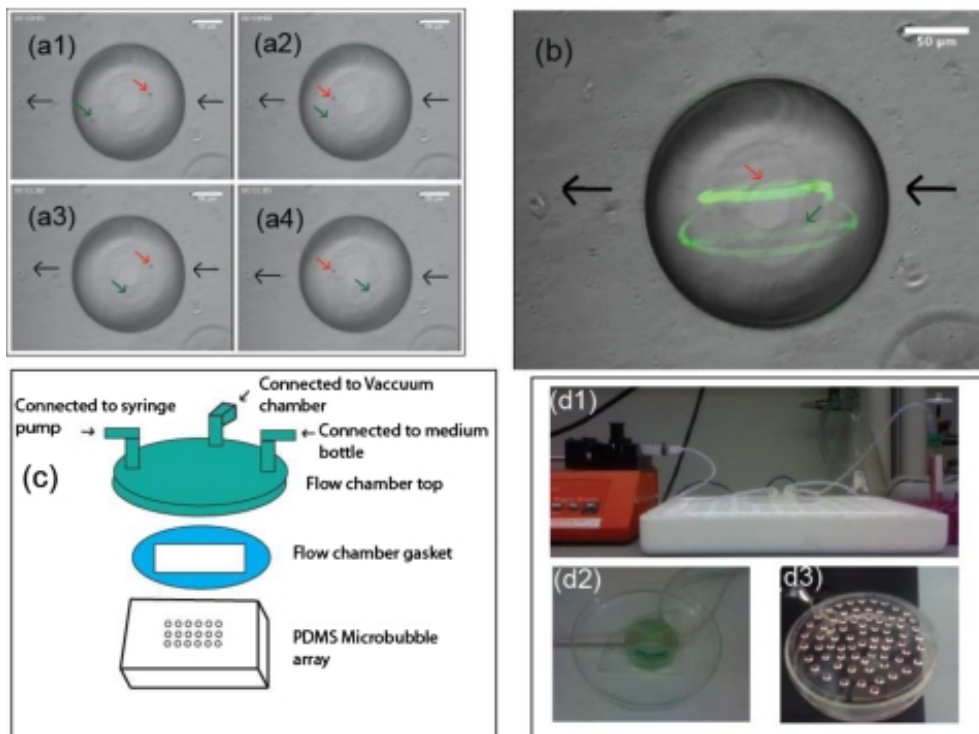 (a1)
(a2)
(a3)
(a4)
(b)
50 µm
(c)
Connected to Vaccuum
chamber
Connected to syringe
pump
Connected to medium
bottle
Flow chamber top
Flow chamber gasket
PDMS Microbubble
array
(d1)
(d2)
(d3)